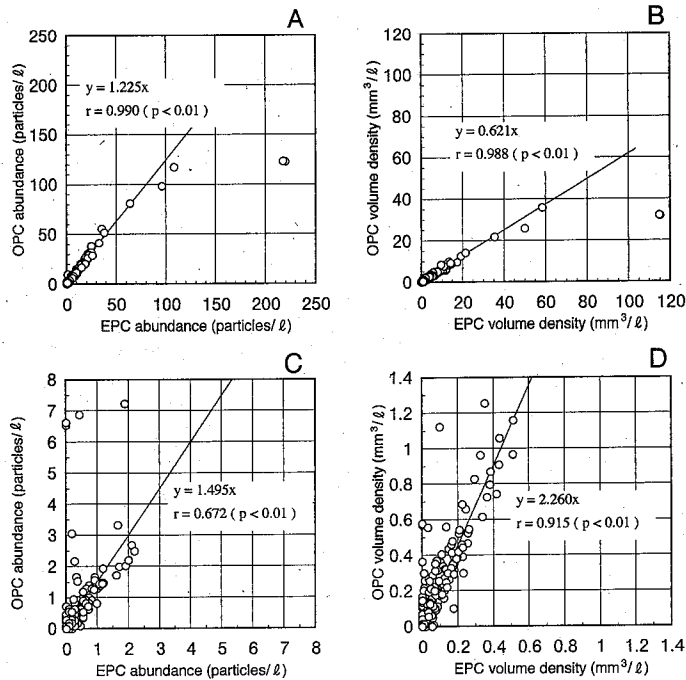 A
250
200
150
100
50
0
OPC abundance (particles/ℓ)
y = 1.225x
r = 0.990 ( p < 0.01 )
0 50 100 150 200 250
EPC abundance (particles/ℓ)
B
120
100
80
60
40
20
0
OPC volume density (mm³/ℓ)
y = 0.621x
r = 0.988 ( p < 0.01 )
0 20 40 60 80 100 120
EPC volume density (mm³/ℓ)
C
8
7
6
5
4
3
2
1
0
OPC abundance (particles/ℓ)
y = 1.495x
r = 0.672 ( p < 0.01 )
0 1 2 3 4 5 6 7 8
EPC abundance (particles/ℓ)
D
1.4
1.2
1
0.8
0.6
0.4
0.2
0
OPC volume density (mm³/ℓ)
y = 2.260x
r = 0.915 ( p < 0.01 )
0 0.2 0.4 0.6 0.8 1 1.2 1.4
EPC volume density (mm³/ℓ)